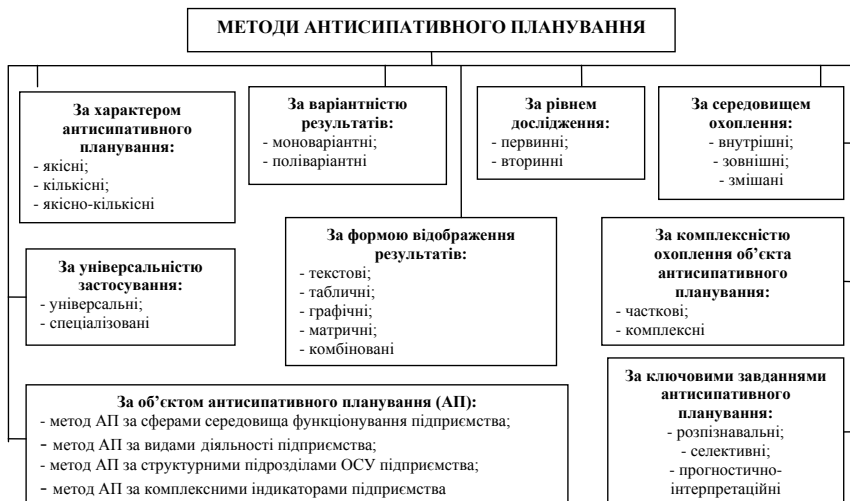 МЕТОДИ АНТИСИПАТИВНОГО ПЛАНУВАННЯ
За характером
антисипативного
планування:
- якісні;
- кількісні;
- якісно-кількісні
За варіантністю
результатів:
- моноваріантні;
- поліваріантні
За рівнем
дослідження:
- первинні;
- вторинні
За середовищем
охоплення:
- внутрішні;
- зовнішні;
- змішані
За універсальністю
застосування:
- універсальні;
- спеціалізовані
За формою відображення
результатів:
- текстові;
- табличні;
- графічні;
- матричні;
- комбіновані
За комплексністю
охоплення об’єкта
антисипативного
планування:
- часткові;
- комплексні
За об’єктом антисипативного планування (АП):
- метод АП за сферами середовища функціонування підприємства;
- метод АП за видами діяльності підприємства;
- метод АП за структурними підрозділами ОСУ підприємства;
- метод АП за комплексними індикаторами підприємства
За ключовими завданнями
антисипативного
планування:
- розпізнавальні;
- селективні;
- прогностично-
інтерпретаційні